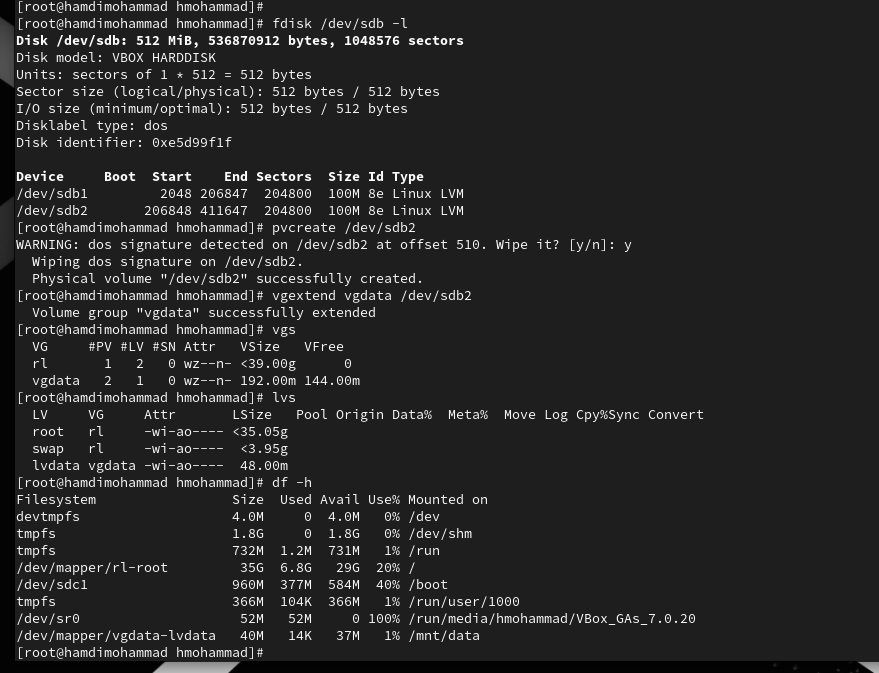 [root@hamdimohammad hmohammad]#
[root@hamdimohammad hmohammad]# fdisk /dev/sdb -l
Disk /dev/sdb: 512 MiB, 536870912 bytes, 1048576 sectors
Disk model: VBOX HARDDISK
Units: sectors of 1 * 512 = 512 bytes
Sector size (logical/physical): 512 bytes / 512 bytes
I/O size (minimum/optimal): 512 bytes / 512 bytes
Disklabel type: dos
Disk identifier: 0xe5d99f1f

Device     Boot  Start    End Sectors  Size Id Type
/dev/sdb1         2048 206847  204800  100M 8e Linux LVM
/dev/sdb2       206848 411647  204800  100M 8e Linux LVM
[root@hamdimohammad hmohammad]# pvcreate /dev/sdb2
WARNING: dos signature detected on /dev/sdb2 at offset 510. Wipe it? [y/n]: y
  Wiping dos signature on /dev/sdb2.
  Physical volume "/dev/sdb2" successfully created.
[root@hamdimohammad hmohammad]# vgextend vgdata /dev/sdb2
  Volume group "vgdata" successfully extended
[root@hamdimohammad hmohammad]# vgs
  VG     #PV #LV #SN Attr   VSize   VFree
  rl       1   2   0 wz--n- <39.00g      0
  vgdata   2   1   0 wz--n- 192.00m 144.00m
[root@hamdimohammad hmohammad]# lvs
  LV     VG     Attr       LSize   Pool Origin Data%  Meta%  Move Log Cpy%Sync Convert
  root   rl     -wi-ao---- <35.05g
  swap   rl     -wi-ao----  <3.95g
  lvdata vgdata -wi-ao----  48.00m
[root@hamdimohammad hmohammad]# df -h
Filesystem                 Size  Used Avail Use% Mounted on
devtmpfs                   4.0M     0  4.0M   0% /dev
tmpfs                      1.8G     0  1.8G   0% /dev/shm
tmpfs                      732M  1.2M  731M   1% /run
/dev/mapper/rl-root         35G  6.8G   29G  20% /
/dev/sdc1                  960M  377M  584M  40% /boot
tmpfs                      366M  104K  366M   1% /run/user/1000
/dev/sr0                    52M   52M     0 100% /run/media/hmohammad/VBox_GAs_7.0.20
/dev/mapper/vgdata-lvdata   40M   14K   37M   1% /mnt/data
[root@hamdimohammad hmohammad]#